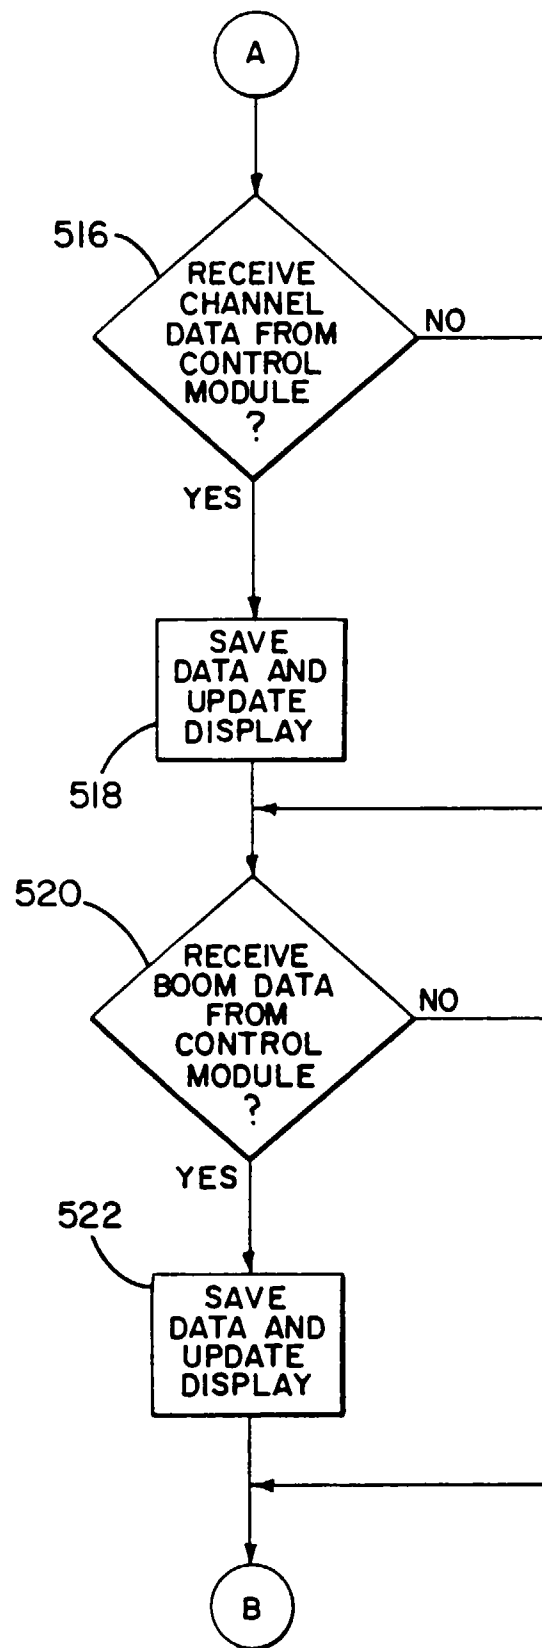 A
516
RECEIVE
CHANNEL
DATA FROM
CONTROL
MODULE
?
NO
YES
SAVE
DATA AND
UPDATE
DISPLAY
518
520
RECEIVE
BOOM DATA
FROM
CONTROL
MODULE
?
NO
YES
522
SAVE
DATA AND
UPDATE
DISPLAY
B